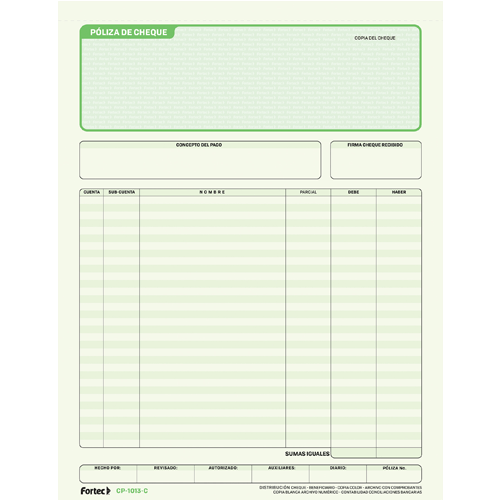 PÓLIZA DE CHEQUE
COPIA DEL CHEQUE
CONCEPTO DEL PAGO FIRMA CHEQUE RECIBIDO
CUENTA SUB-CUENTA NOMBRE PARCIAL DEBE HABER
SUMAS IGUALES
HECHO POR: REVISADO: AUTORIZADO: AUXILIARES: DIARIO: PÓLIZA No.
Fortec CP-1013-C
DISTRIBUCIÓN CHEQUE - BENEFICIARIO - COPIA COLOR - ARCHIVO CON COMPROBANTES
COPIA BLANCA ARCHIVO NUMÉRICO - CONTABILIDAD CONCILIACIONES BANCARIAS